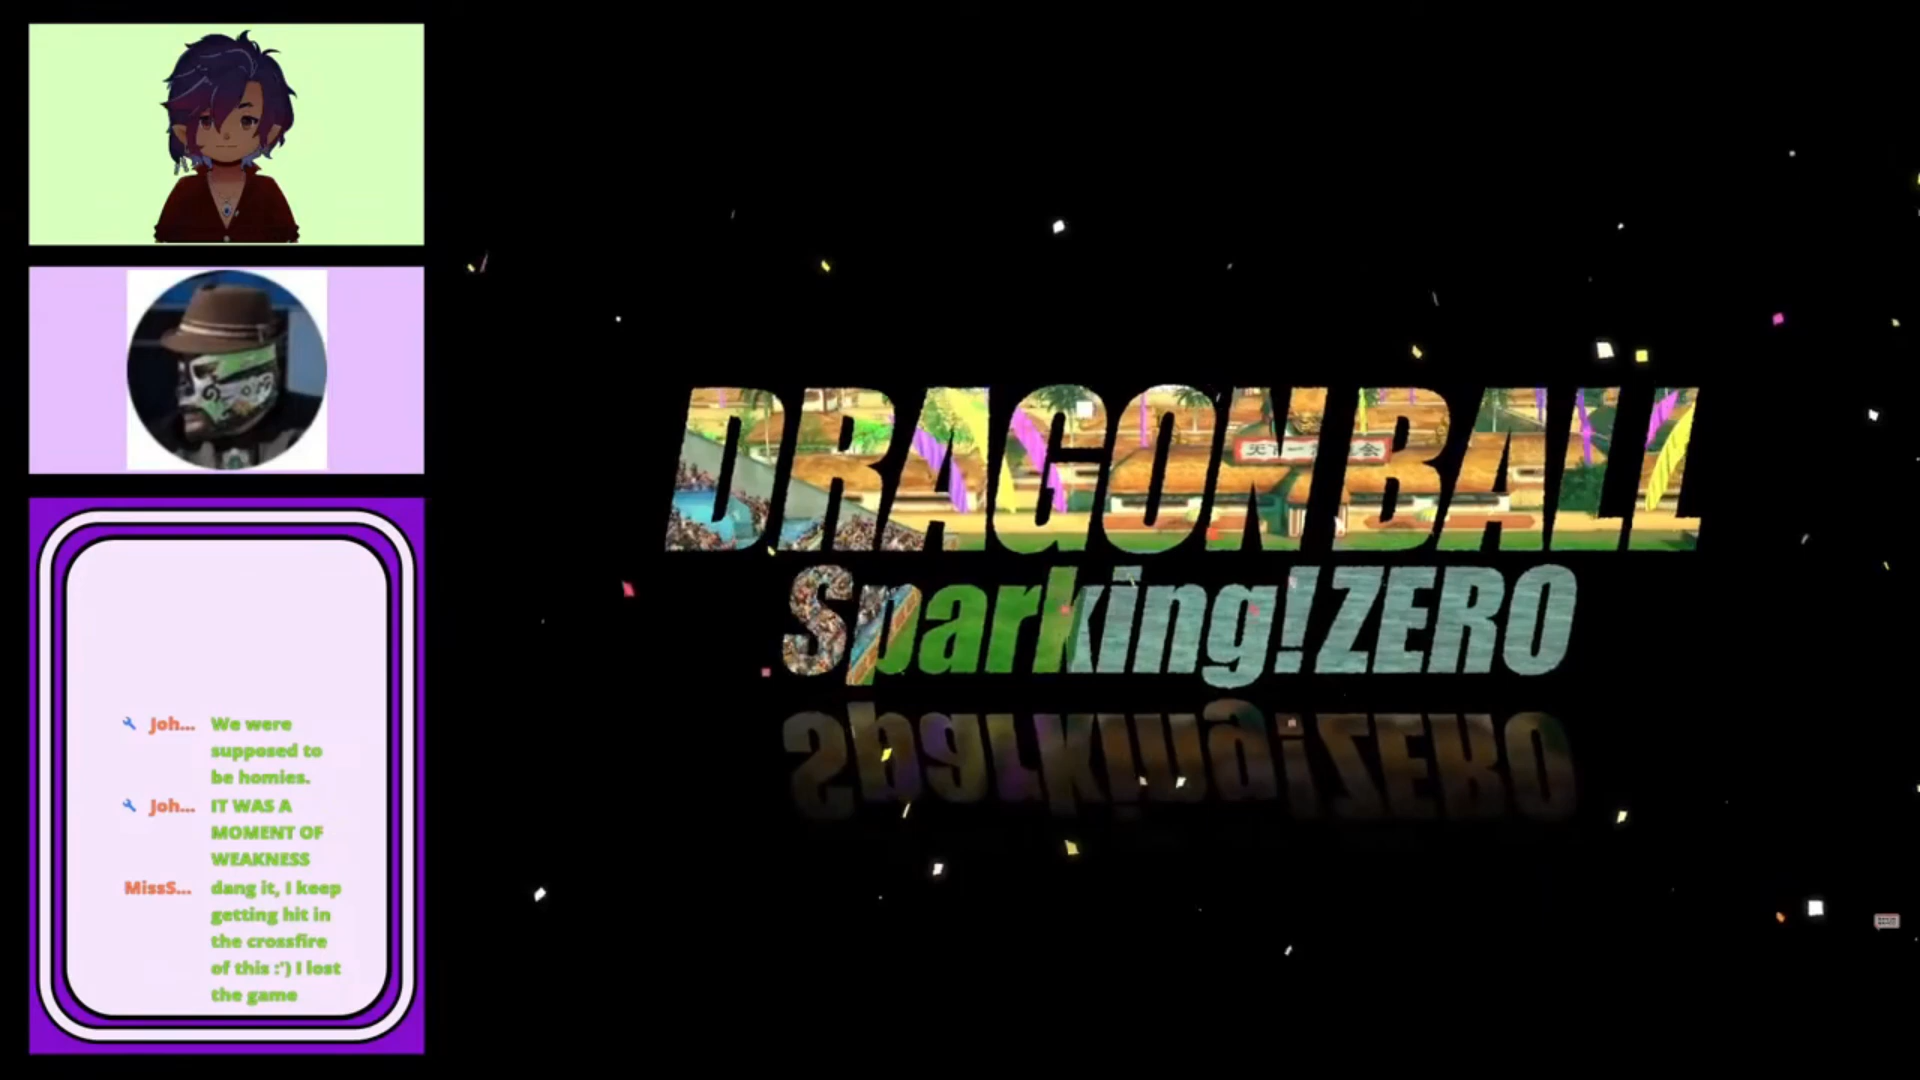 DRAGON BALL
Sparking! ZERO
Joh... We were
supposed to
be homies.
Joh... IT WAS A
MOMENT OF
WEAKNESS
MissS... dang it, I keep
getting hit in
the crossfire
of this :') I lost
the game